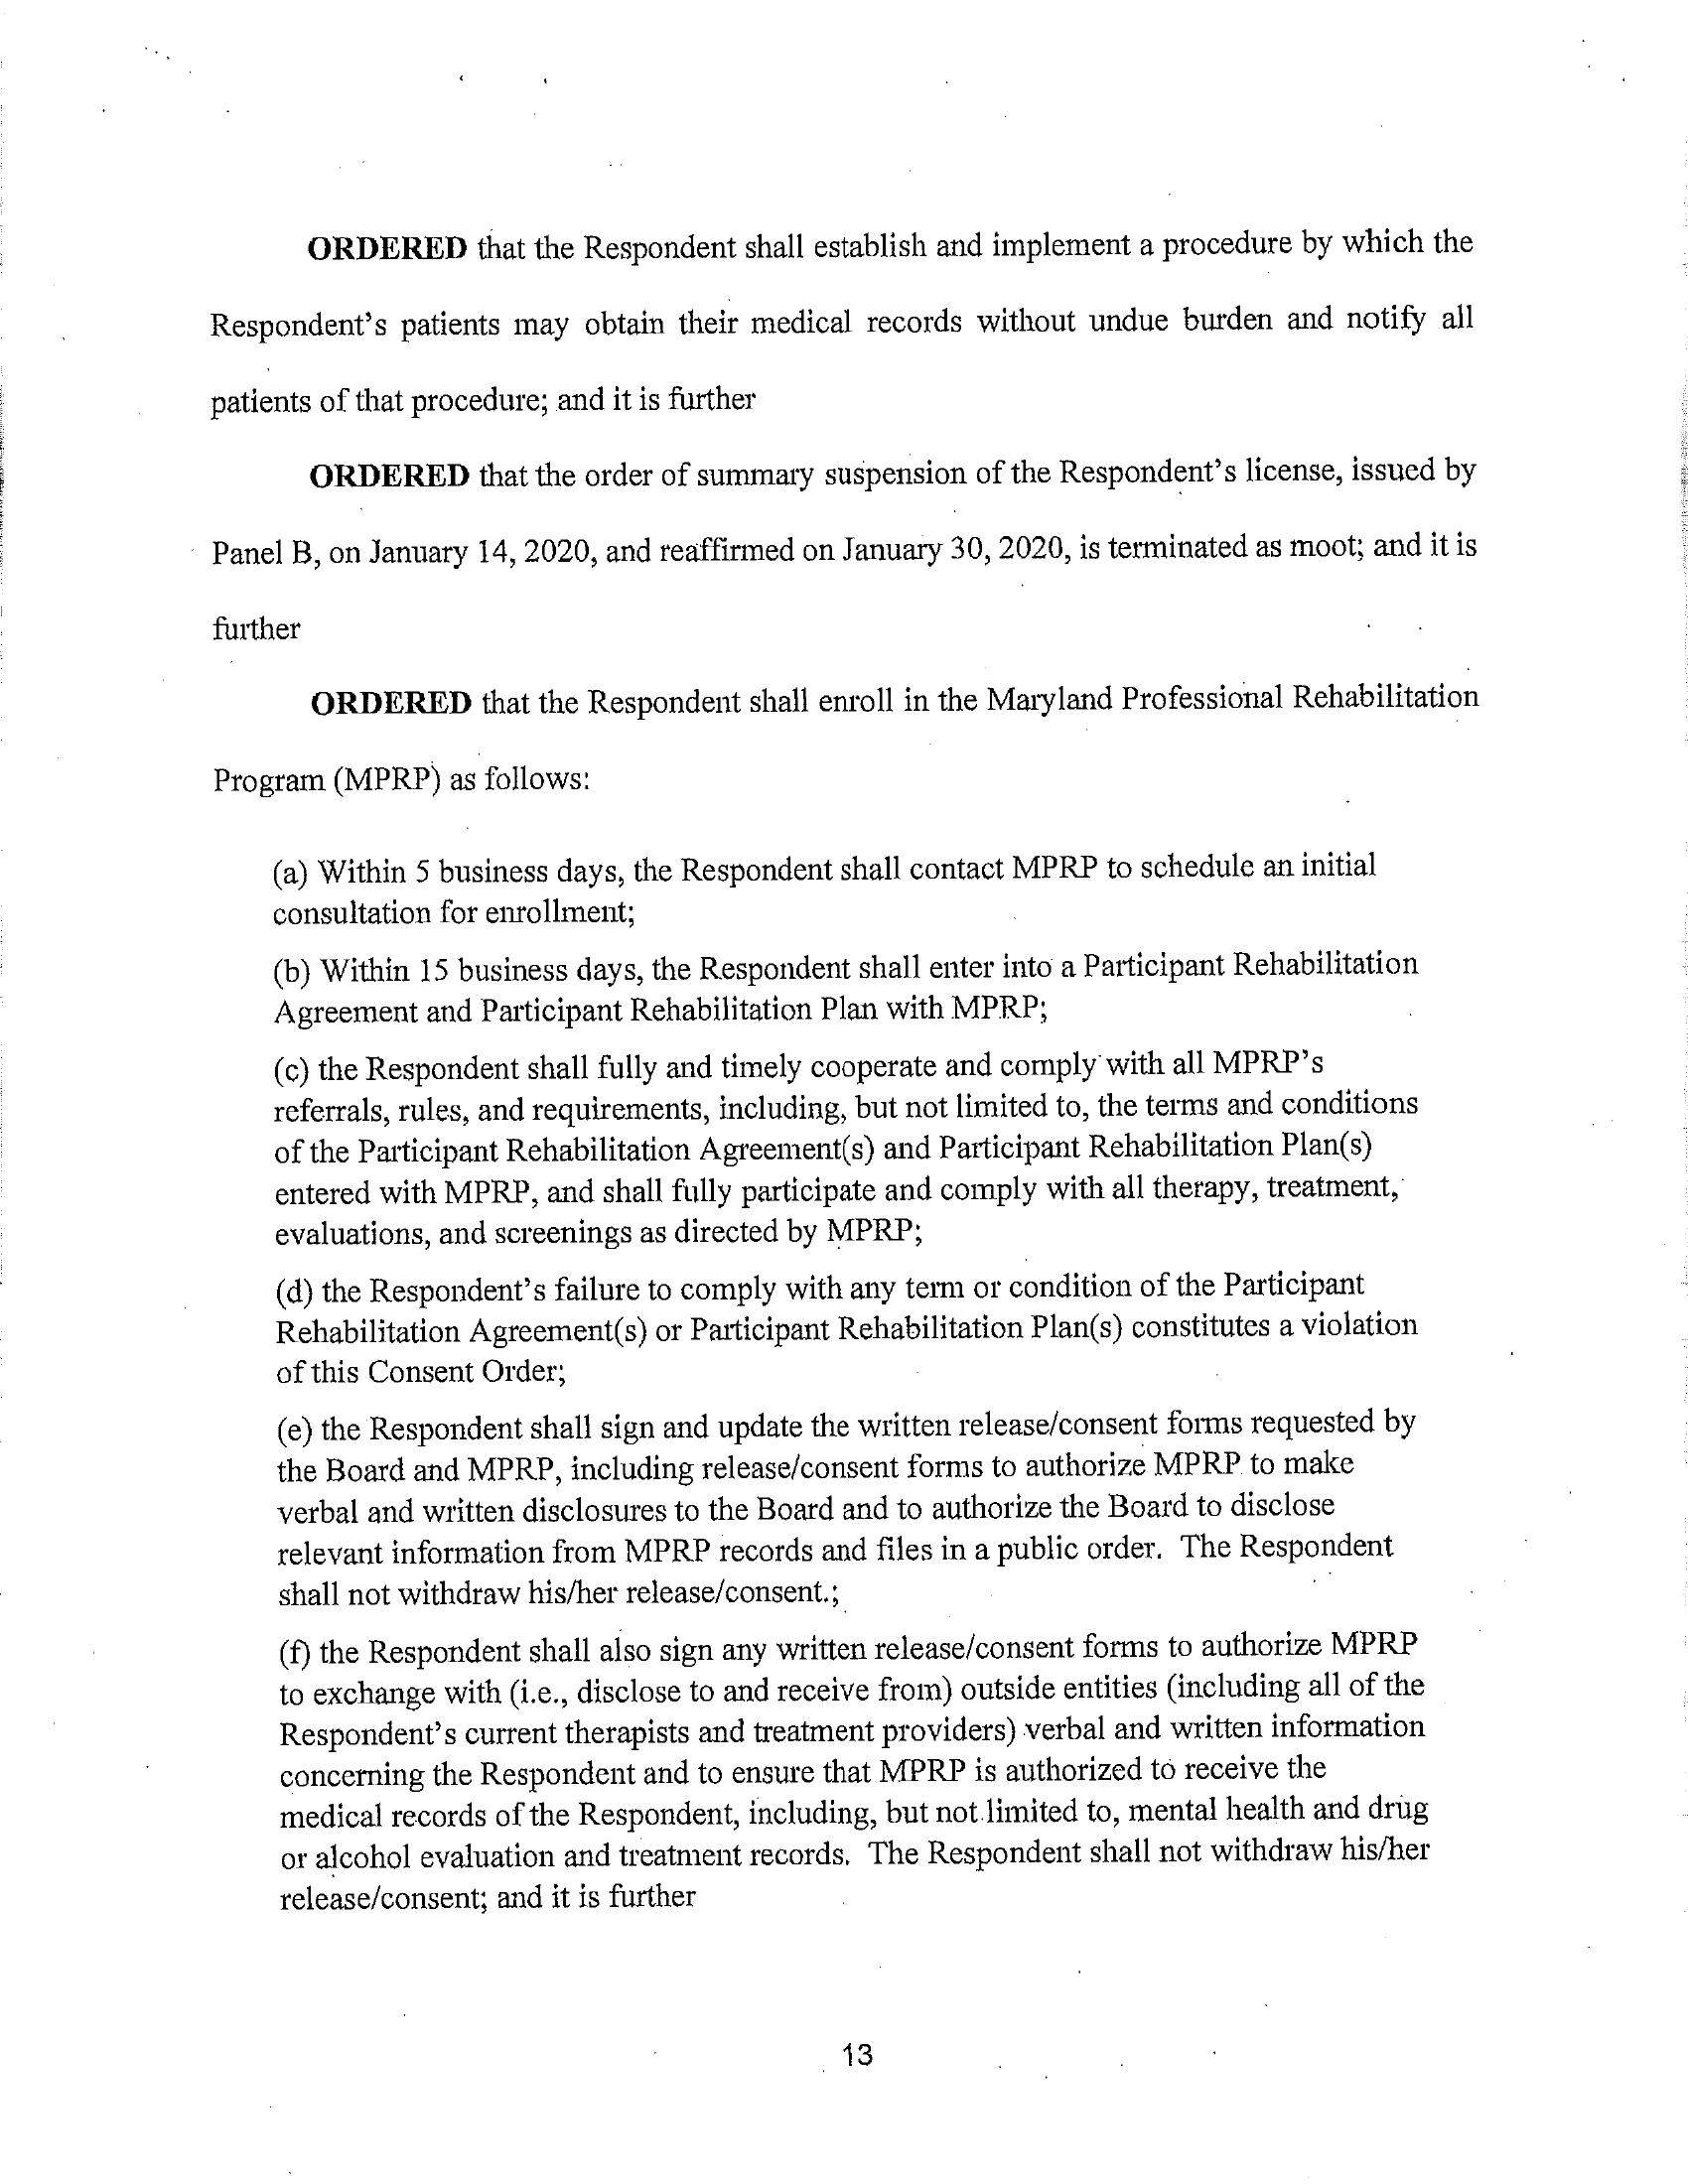 ORDERED that the Respondent shall establish and implement a procedure by which the
Respondent's patients may obtain their medical records without undue burden and notify all
patients of that procedure; and it is further
ORDERED that the order of summary suspension of the Respondent's license, issued by
Panel B, on January 14, 2020, and reaffirmed on January 30, 2020, is terminated as moot; and it is
further
ORDERED that the Respondent shall enroll in the Maryland Professional Rehabilitation
Program (MPRP) as follows:
(a) Within 5 business days, the Respondent shall contact MPRP to schedule an initial
consultation for enrollment;
(b) Within 15 business days, the Respondent shall enter into a Participant Rehabilitation
Agreement and Participant Rehabilitation Plan with MPRP;
(c) the Respondent shall fully and timely cooperate and comply with all MPRP's
referrals, rules, and requirements, including, but not limited to, the terms and conditions
of the Participant Rehabilitation Agreement(s) and Participant Rehabilitation Plan(s)
entered with MPRP, and shall fully participate and comply with all therapy, treatment,
evaluations, and screenings as directed by MPRP;
(d) the Respondent's failure to comply with any term or condition of the Participant
Rehabilitation Agreement(s) or Participant Rehabilitation Plan(s) constitutes a violation
of this Consent Order;
(e) the Respondent shall sign and update the written release/consent forms requested by
the Board and MPRP, including release/consent forms to authorize MPRP to make
verbal and written disclosures to the Board and to authorize the Board to disclose
relevant information from MPRP records and files in a public order.  The Respondent
shall not withdraw his/her release/consent.;
(f) the Respondent shall also sign any written release/consent forms to authorize MPRP
to exchange with (i.e., disclose to and receive from) outside entities (including all of the
Respondent's current therapists and treatment providers) verbal and written information
concerning the Respondent and to ensure that MPRP is authorized to receive the
medical records of the Respondent, including, but not limited to, mental health and drug
or alcohol evaluation and treatment records.  The Respondent shall not withdraw his/her
release/consent; and it is further
13